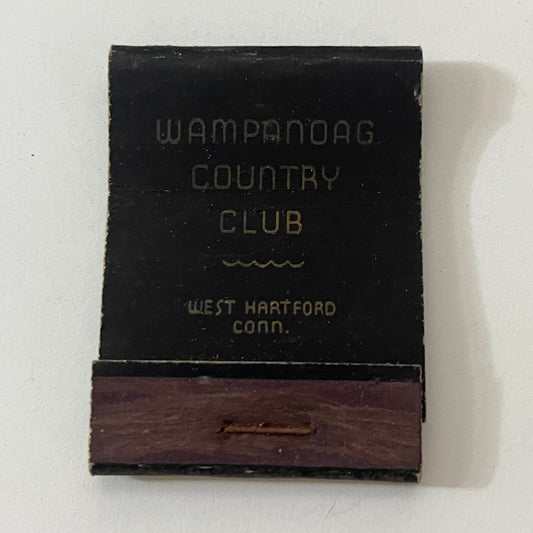 WAMPANOAG
COUNTRY
CLUB
WEST HARTFORD
CONN.